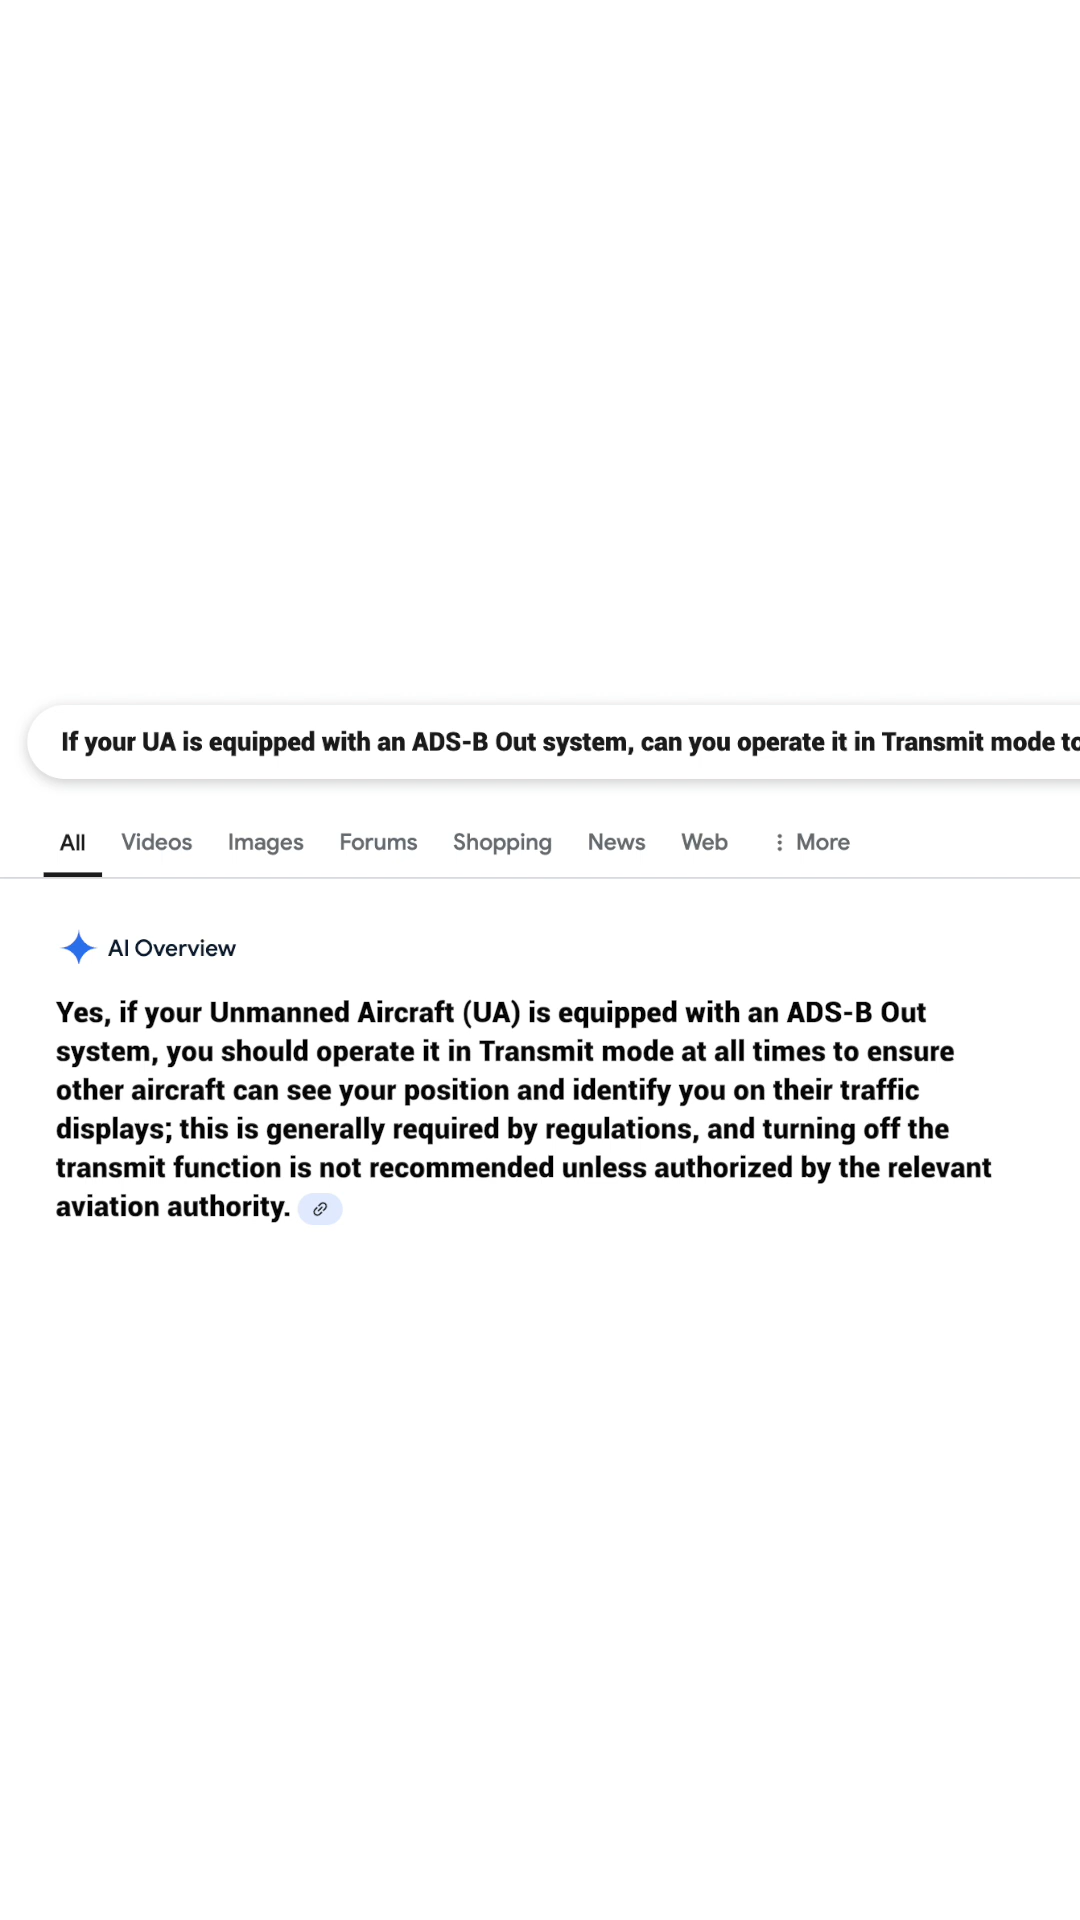 If your UA is equipped with an ADS-B Out system, can you operate it in Transmit mode
All Videos Images Forums Shopping News Web More
AI Overview
Yes, if your Unmanned Aircraft (UA) is equipped with an ADS-B Out
system, you should operate it in Transmit mode at all times to ensure
other aircraft can see your position and identify you on their traffic
displays; this is generally required by regulations, and turning off the
transmit function is not recommended unless authorized by the relevant
aviation authority.